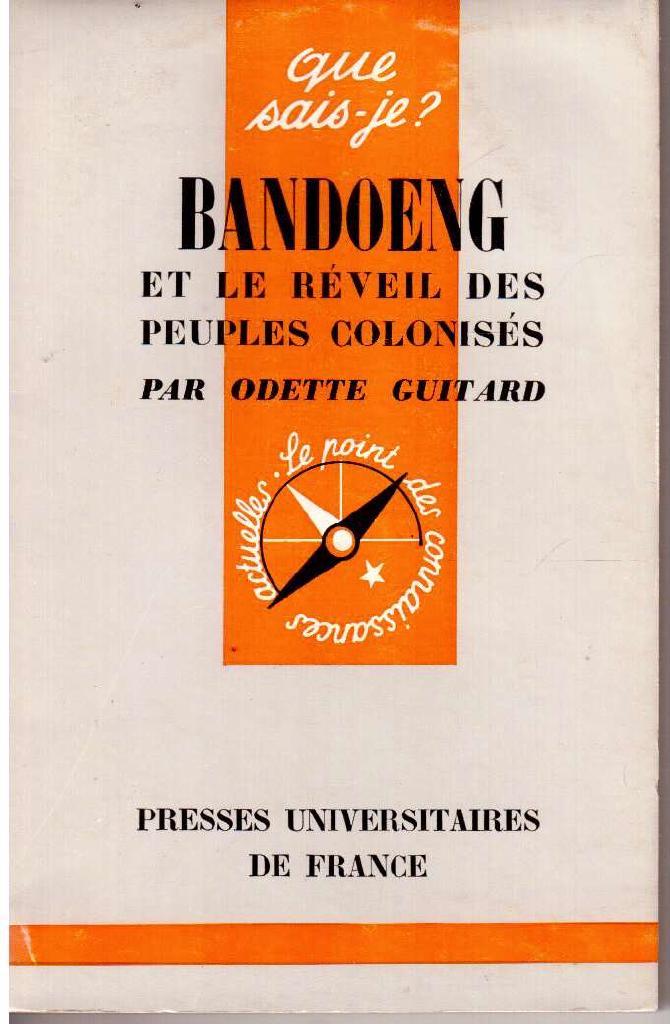 que
sais-je?
BANDOENG
ET LE RÉVEIL DES
PEUPLES COLONISÉS
PAR ODETTE GUITARD
Le point des connaissances actuelles.
PRESSES UNIVERSITAIRES
DE FRANCE